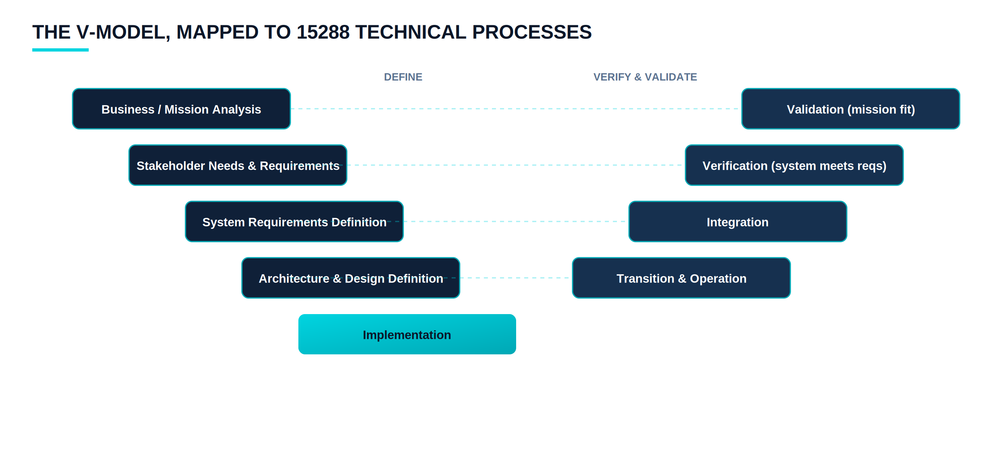 THE V-MODEL, MAPPED TO 15288 TECHNICAL PROCESSES
DEFINE
VERIFY & VALIDATE
Business / Mission Analysis
Validation (mission fit)
Stakeholder Needs & Requirements
Verification (system meets reqs)
System Requirements Definition
Integration
Architecture & Design Definition
Transition & Operation
Implementation